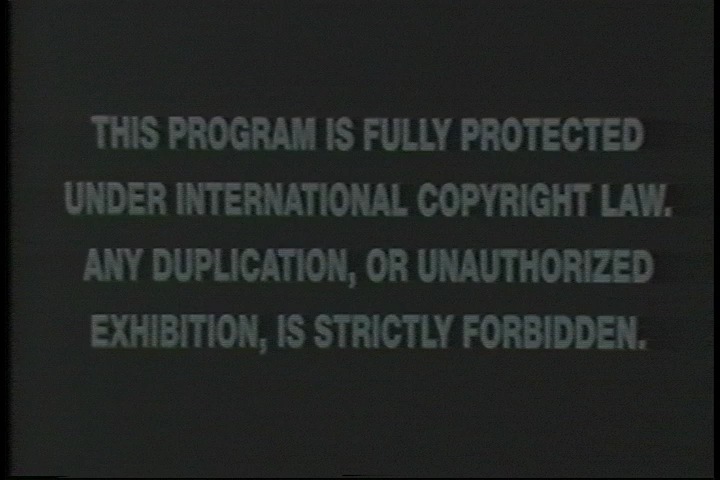 THIS PROGRAM IS FULLY PROTECTED
UNDER INTERNATIONAL COPYRIGHT LAW.
ANY DUPLICATION, OR UNAUTHORIZED
EXHIBITION, IS STRICTLY FORBIDDEN.